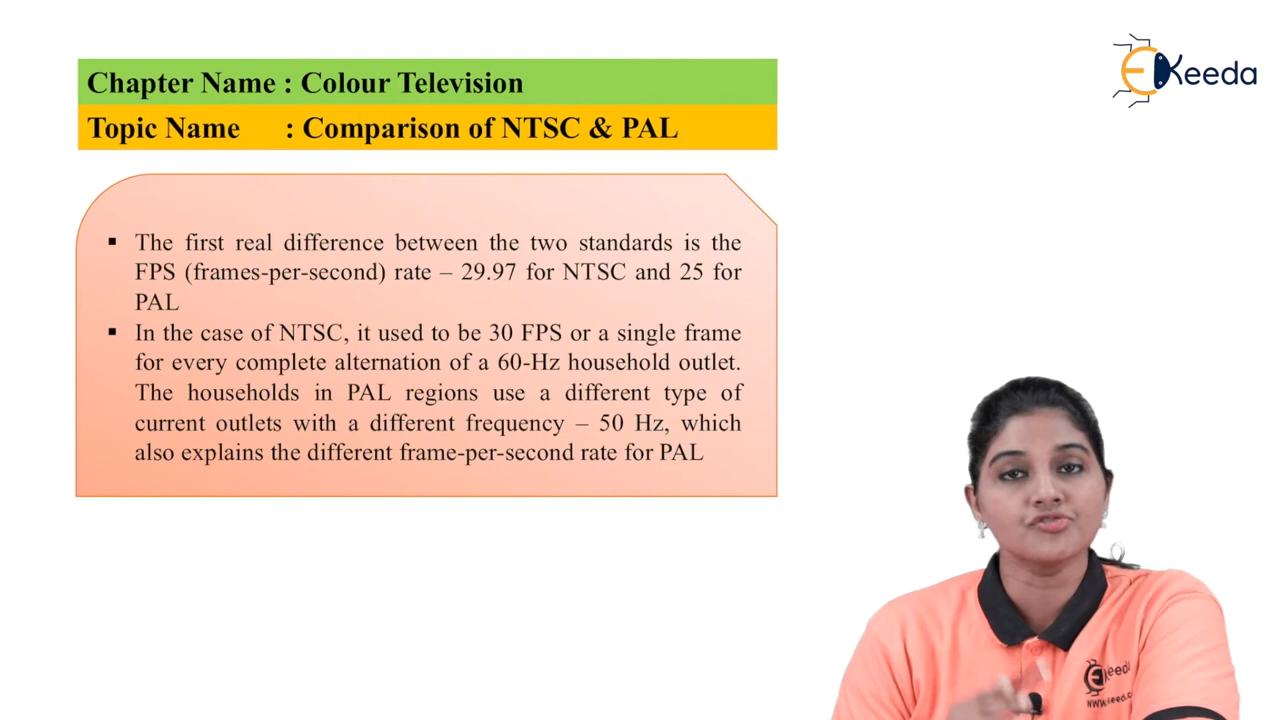 Keeda
Chapter Name : Colour Television
Topic Name : Comparison of NTSC & PAL
▪ The first real difference between the two standards is the
FPS (frames-per-second) rate – 29.97 for NTSC and 25 for
PAL
▪ In the case of NTSC, it used to be 30 FPS or a single frame
for every complete alternation of a 60-Hz household outlet.
The households in PAL regions use a different type of
current outlets with a different frequency – 50 Hz, which
also explains the different frame-per-second rate for PAL